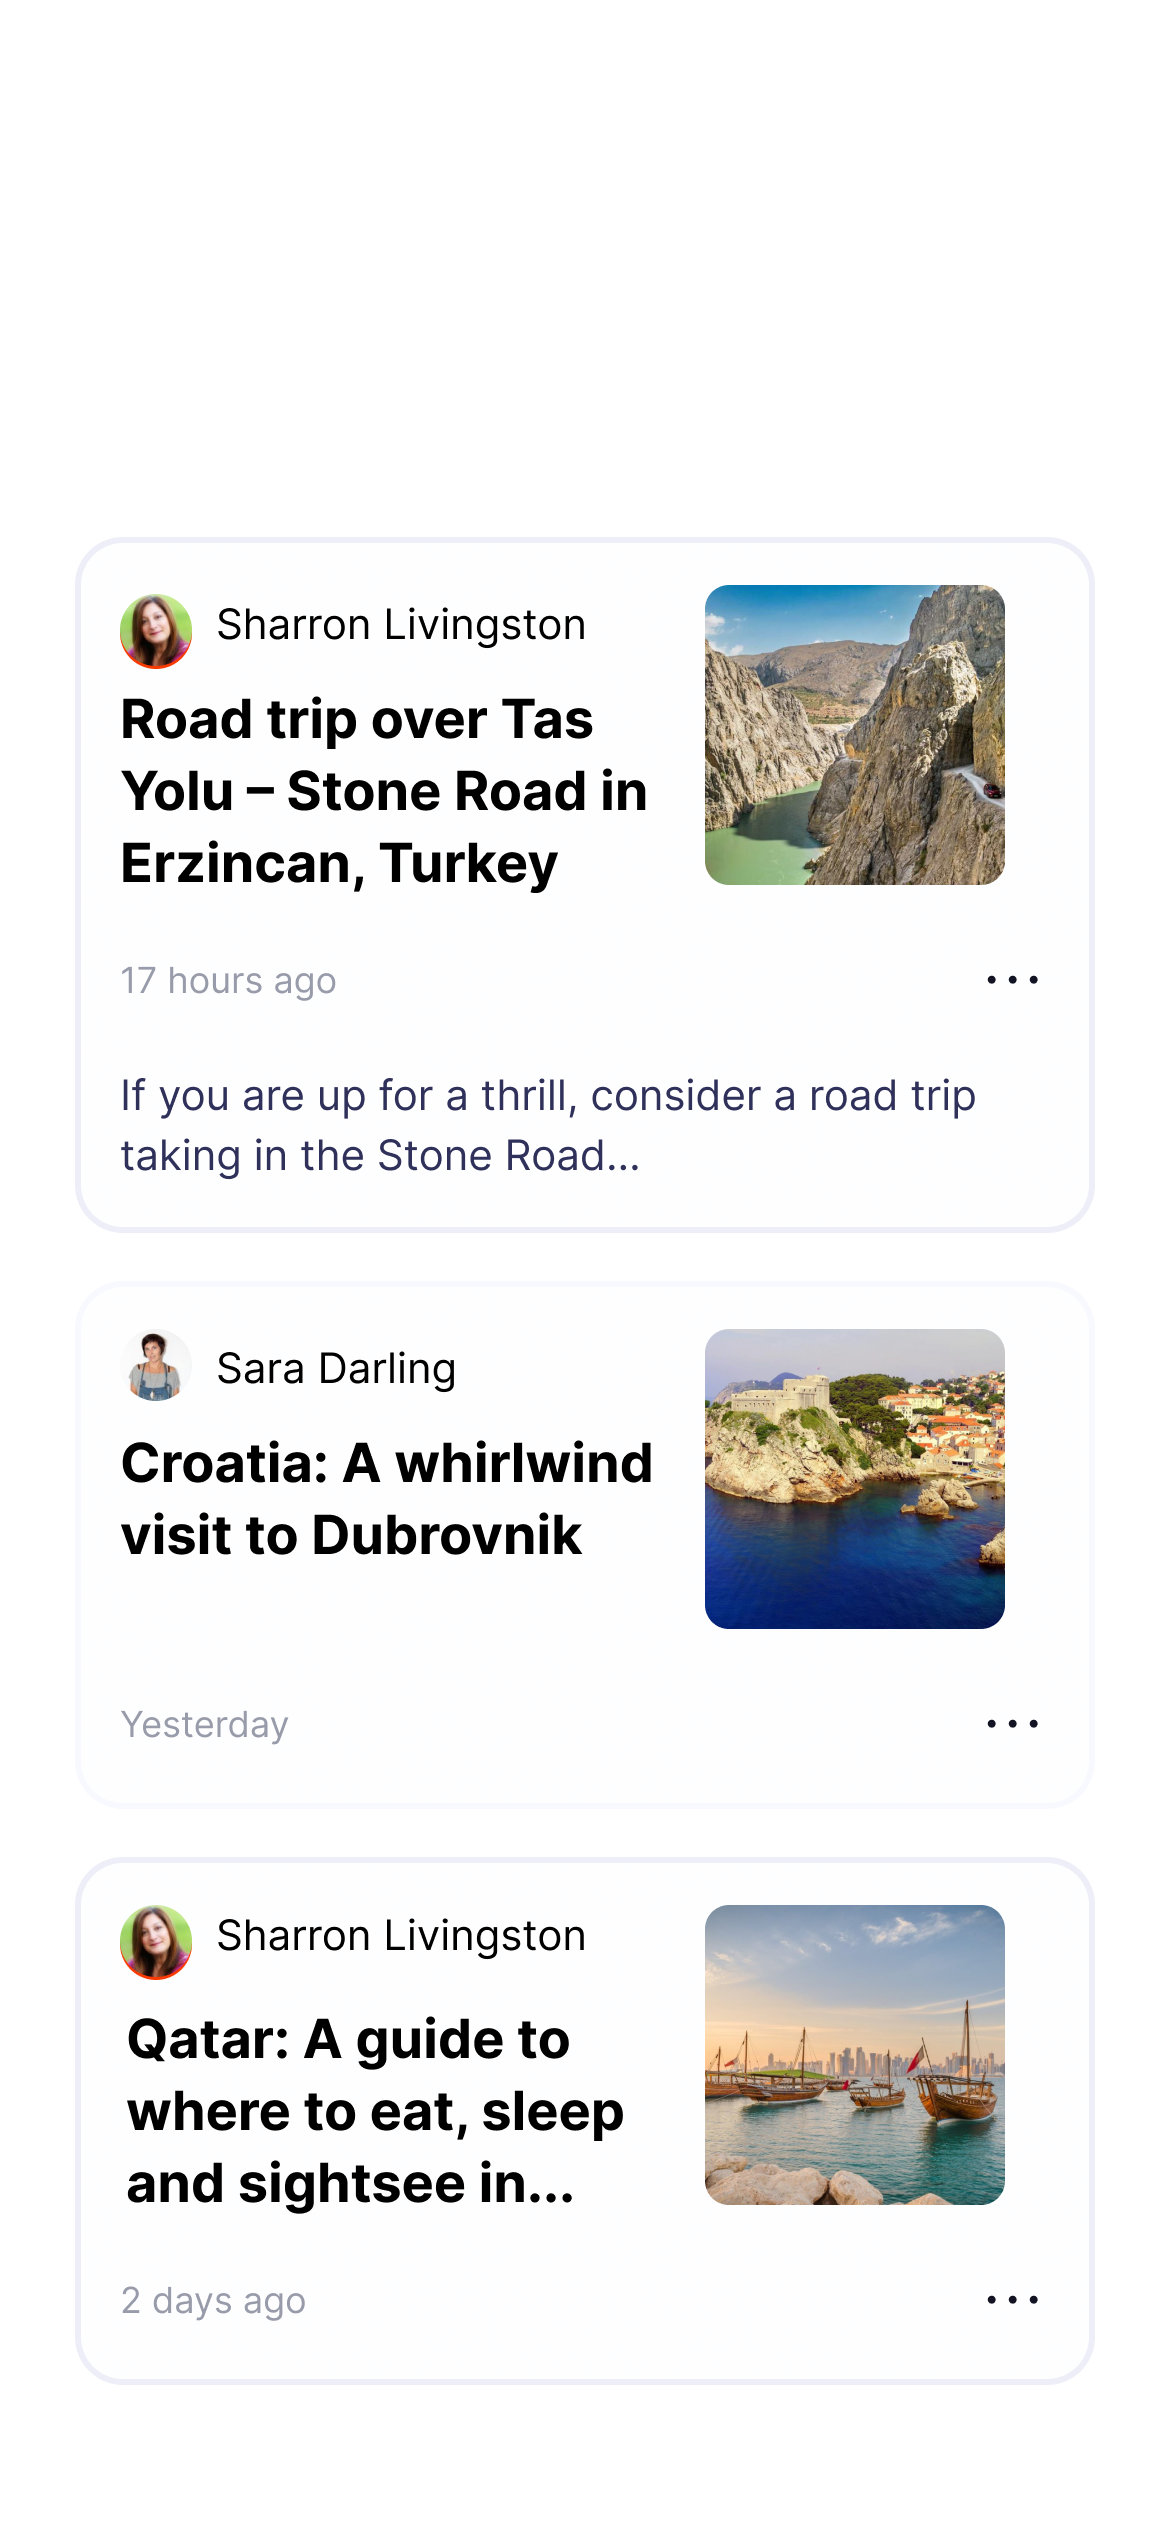 Sharron Livingston
Road trip over Tas
Yolu – Stone Road in
Erzincan, Turkey
17 hours ago
If you are up for a thrill, consider a road trip
taking in the Stone Road...
Sara Darling
Croatia: A whirlwind
visit to Dubrovnik
Yesterday
Sharron Livingston
Qatar: A guide to
where to eat, sleep
and sightsee in...
2 days ago